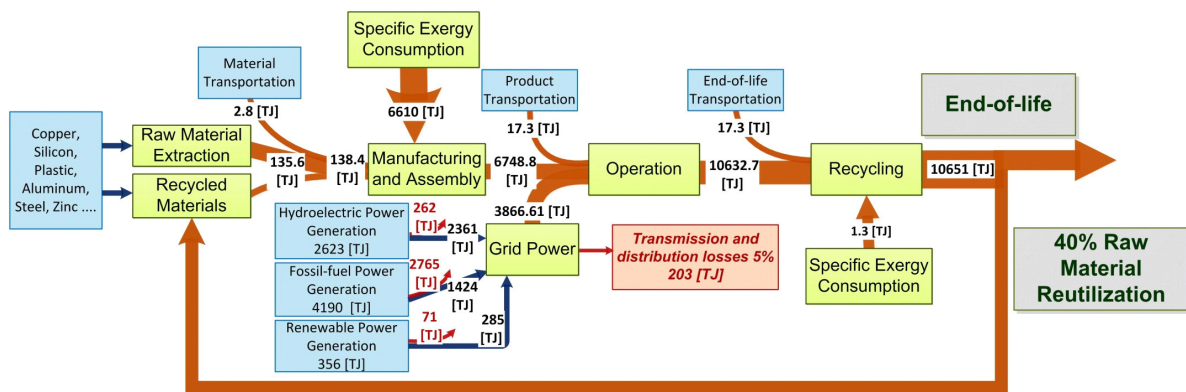 Specific Exergy
Consumption
Material
Transportation
Product
Transportation
End-of-life
Transportation
End-of-life
2.8 [TJ]
6610 [TJ]
17.3 [TJ]
17.3 [TJ]
Copper,
Silicon,
Plastic,
Aluminum,
Steel, Zinc ....
Raw Material
Extraction
Recycled
Materials
135.6
[TJ]
138.4
[TJ]
Manufacturing
and Assembly
6748.8
[TJ]
Operation
10632.7
[TJ]
Recycling
10651 [TJ]
Hydroelectric Power
Generation
2623 [TJ]
262
[TJ]
2361
[TJ]
3866.61 [TJ]
Grid Power
Transmission and
distribution losses 5%
203 [TJ]
1.3 [TJ]
Specific Exergy
Consumption
40% Raw
Material
Reutilization
Fossil-fuel Power
Generation
4190 [TJ]
2765
[TJ]
1424
[TJ]
Renewable Power
Generation
356 [TJ]
71
[TJ]
285
[TJ]